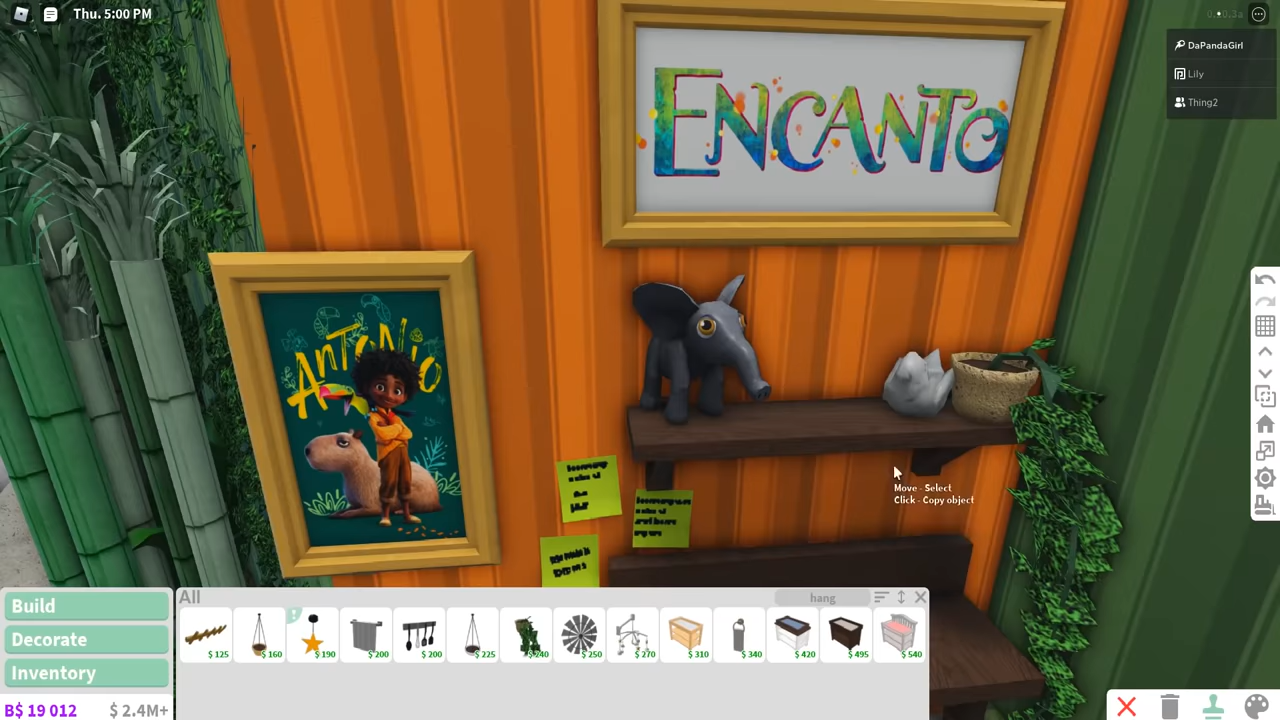 Thu. 5:00 PM
DaPandaGirl
Lily
Thing2
ENCANTO
ANTONIO
Move - Select
Click - Copy object
Build
Decorate
Inventory
B$ 19 012 $ 2.4M+
All hang
$ 125 $ 160 $ 190 $ 200 $ 200 $ 225 $ 240 $ 250 $ 270 $ 310 $ 340 $ 420 $ 495 $ 540